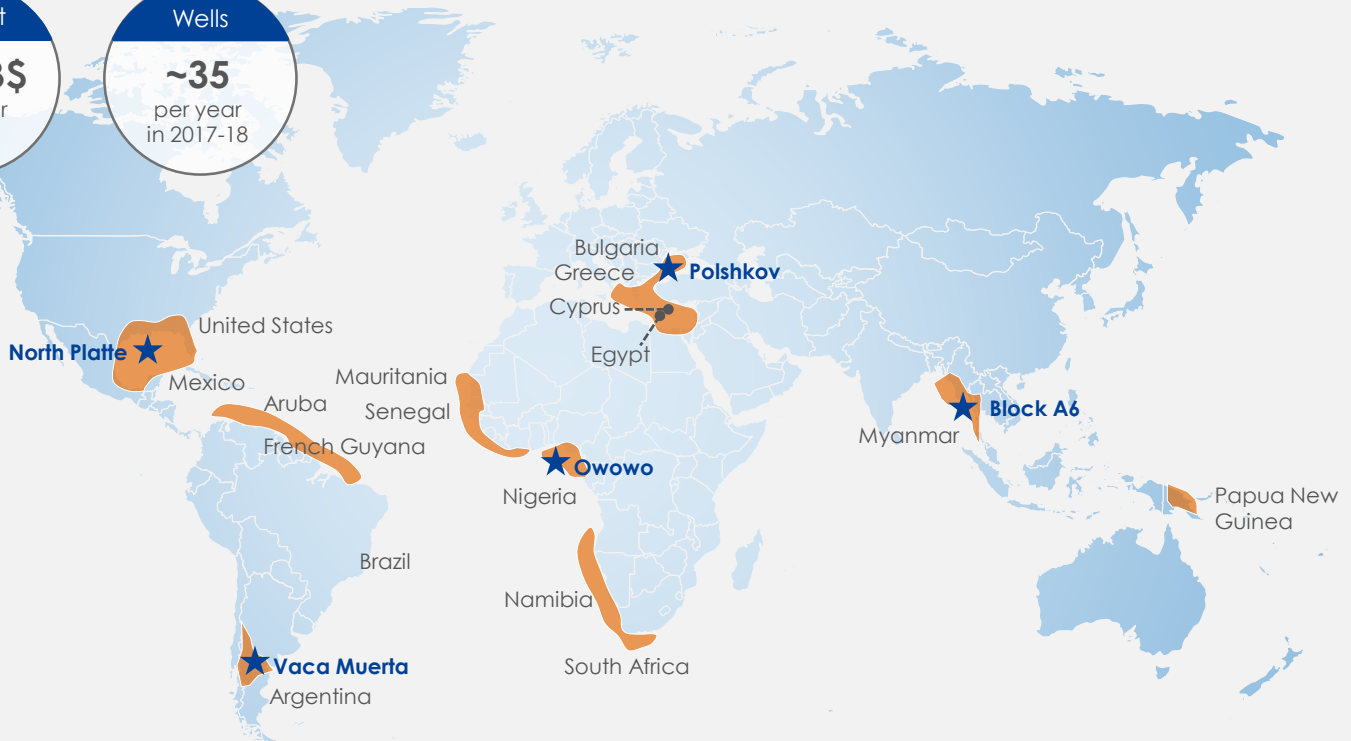 Wells
~35
per year
in 2017-18
Bulgaria
Greece
Polshkov
Cyprus
Egypt
United States
North Platte
Mexico
Mauritania
Aruba
Senegal
French Guyana
Block A6
Myanmar
Owowo
Nigeria
Papua New
Guinea
Brazil
Namibia
Vaca Muerta
South Africa
Argentina